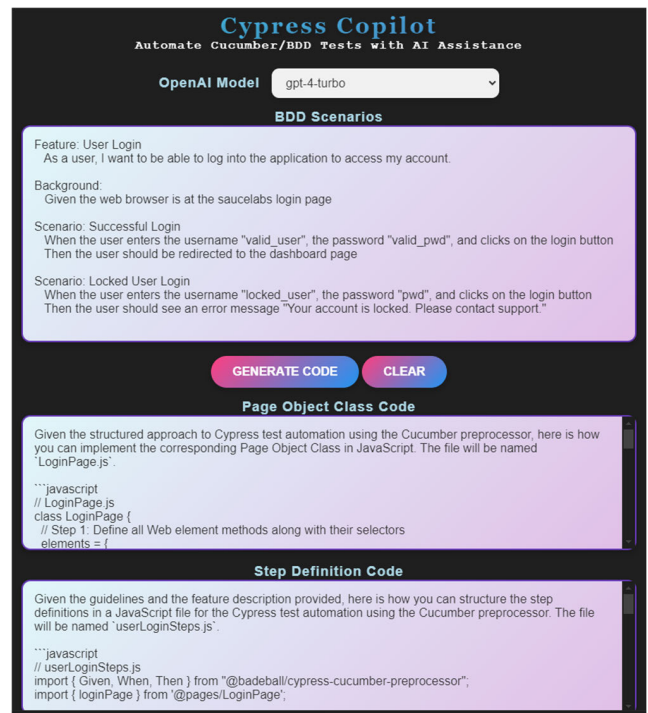 Cypress Copilot
Automate Cucumber/BDD Tests with AI Assistance
OpenAI Model gpt-4-turbo
BDD Scenarios
Feature: User Login
As a user, I want to be able to log into the application to access my account.
Background:
Given the web browser is at the saucelabs login page
Scenario: Successful Login
When the user enters the username "valid_user", the password "valid_pwd", and clicks on the login button
Then the user should be redirected to the dashboard page
Scenario: Locked User Login
When the user enters the username "locked_user", the password "pwd", and clicks on the login button
Then the user should see an error message "Your account is locked. Please contact support."
GENERATE CODE CLEAR
Page Object Class Code
Given the structured approach to Cypress test automation using the Cucumber preprocessor, here is how
you can implement the corresponding Page Object Class in JavaScript. The file will be named
`LoginPage.js`.
```javascript
// LoginPage.js
class LoginPage {
// Step 1: Define all Web element methods along with their selectors
elements = {
Step Definition Code
Given the guidelines and the feature description provided, here is how you can structure the step
definitions in a JavaScript file for the Cypress test automation using the Cucumber preprocessor. The file
will be named `userLoginSteps.js`.
```javascript
// userLoginSteps.js
import { Given, When, Then } from "@badeball/cypress-cucumber-preprocessor";
import { loginPage } from '@pages/LoginPage';